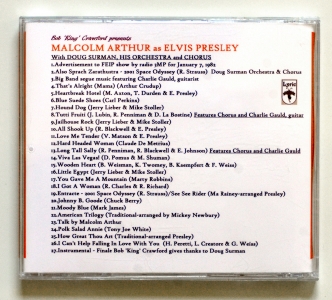 Bob 'King' Crawford presents
MALCOLM ARTHUR as ELVIS PRESLEY
With DOUG SURMAN, HIS ORCHESTRA and CHORUS
1.Advertisement to FEIP show by radio 3MP for January 7, 1982
2.Also Sprach Zarathustra - 2001 Space Odyssey (R. Strauss) Doug Surman Orchestra & Chorus
3.Big Band segue music featuring Charlie Gauld, guitarist
4.That's Alright (Mama) (Arthur Crudup)
5.Heartbreak Hotel (M. Axton, T. Durden & E. Presley)
6.Blue Suede Shoes (Carl Perkins)
7.Hound Dog (Jerry Lieber & Mike Stoller)
8.Tutti Fruiti (J. Lubin, R. Penniman & D. La Bostine) Features Chorus and Charlie Gauld, guitar
9.Jailhouse Rock (Jerry Lieber & Mike Stoller)
10.All Shook Up (R. Blackwell & E. Presley)
11.Love Me Tender (V. Matson & E. Presley)
12.Hard Headed Woman (Claude De Metrius)
13.Long Tall Sally (R. Penniman, R. Blackwell & E. Johnson) Features Chorus and Charlie Gauld
14.Viva Los Vegas (D. Pomus & M. Shuman)
15.Wooden Heart (B. Weisman, K. Twomey, B. Kaempfert & F. Weiss)
16.Little Egypt (Jerry Lieber & Mike Stoller)
17.You Gave Me A Mountain (Marty Robbins)
18.I Got A Woman (R. Charles & R. Richard)
19.Entracte - 2001 Space Odyssey (R. Strauss)/See See Rider (Ma Rainey-arranged Presley)
20.Johnny B. Goode (Chuck Berry)
21.Moody Blue (Mark James)
22.American Trilogy (Traditional-arranged by Mickey Newbury)
23.Talk by Malcolm Arthur
24.Polk Salad Annie (Tony Joe White)
25.How Great Thou Art (Traditional-arranged Presley)
26.I Can't Help Falling In Love With You (H. Peretti, L. Creatore & G. Weiss)
27.Instrumental - Finale Bob 'King' Crawford gives thanks to Doug Surman
Lyric